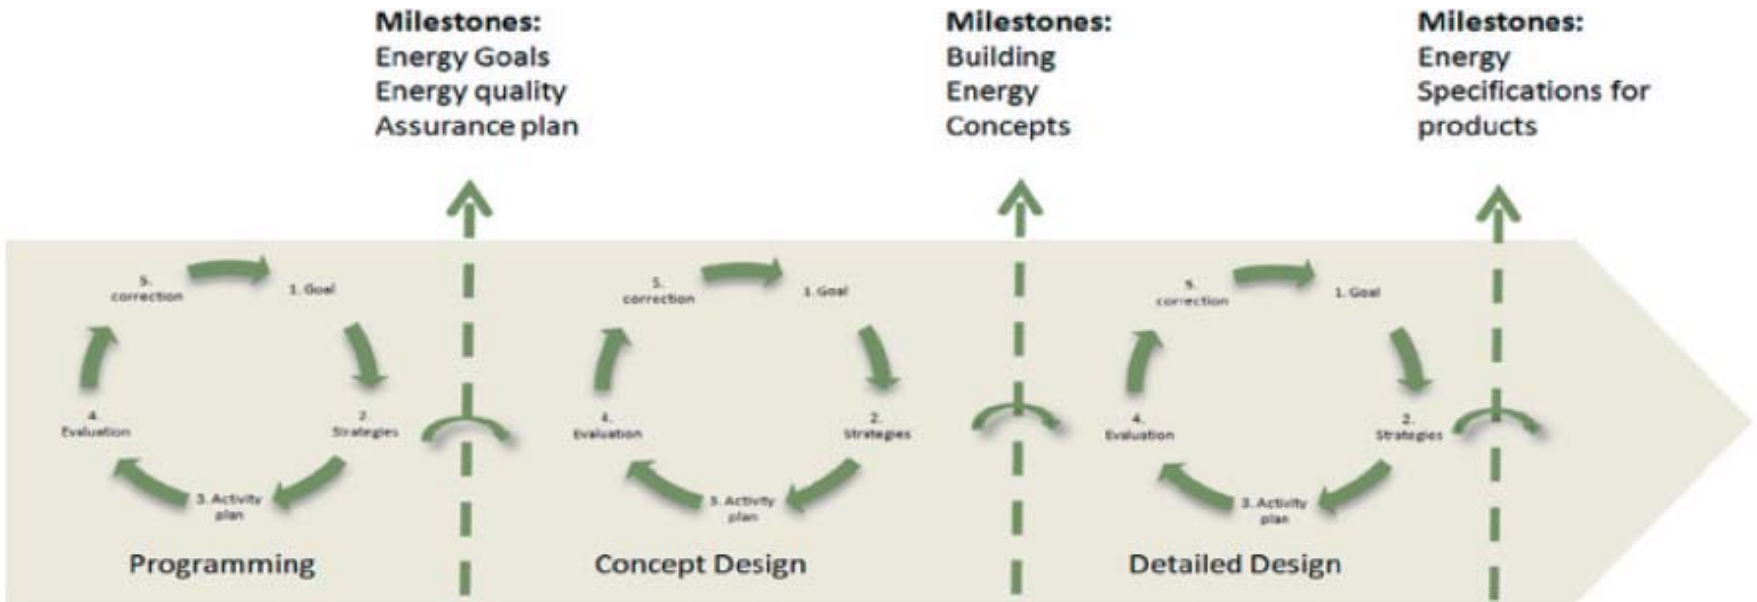 Milestones:
Energy Goals
Energy quality
Assurance plan
Milestones:
Building
Energy
Concepts
Milestones:
Energy
Specifications for
products
5.
correction
1. Goal
2.
Strategies
3. Activity
plan
4.
Evaluation
Programming
5.
correction
1. Goal
2.
Strategies
3. Activity
plan
4.
Evaluation
Concept Design
5.
correction
1. Goal
2.
Strategies
3. Activity
plan
4.
Evaluation
Detailed Design